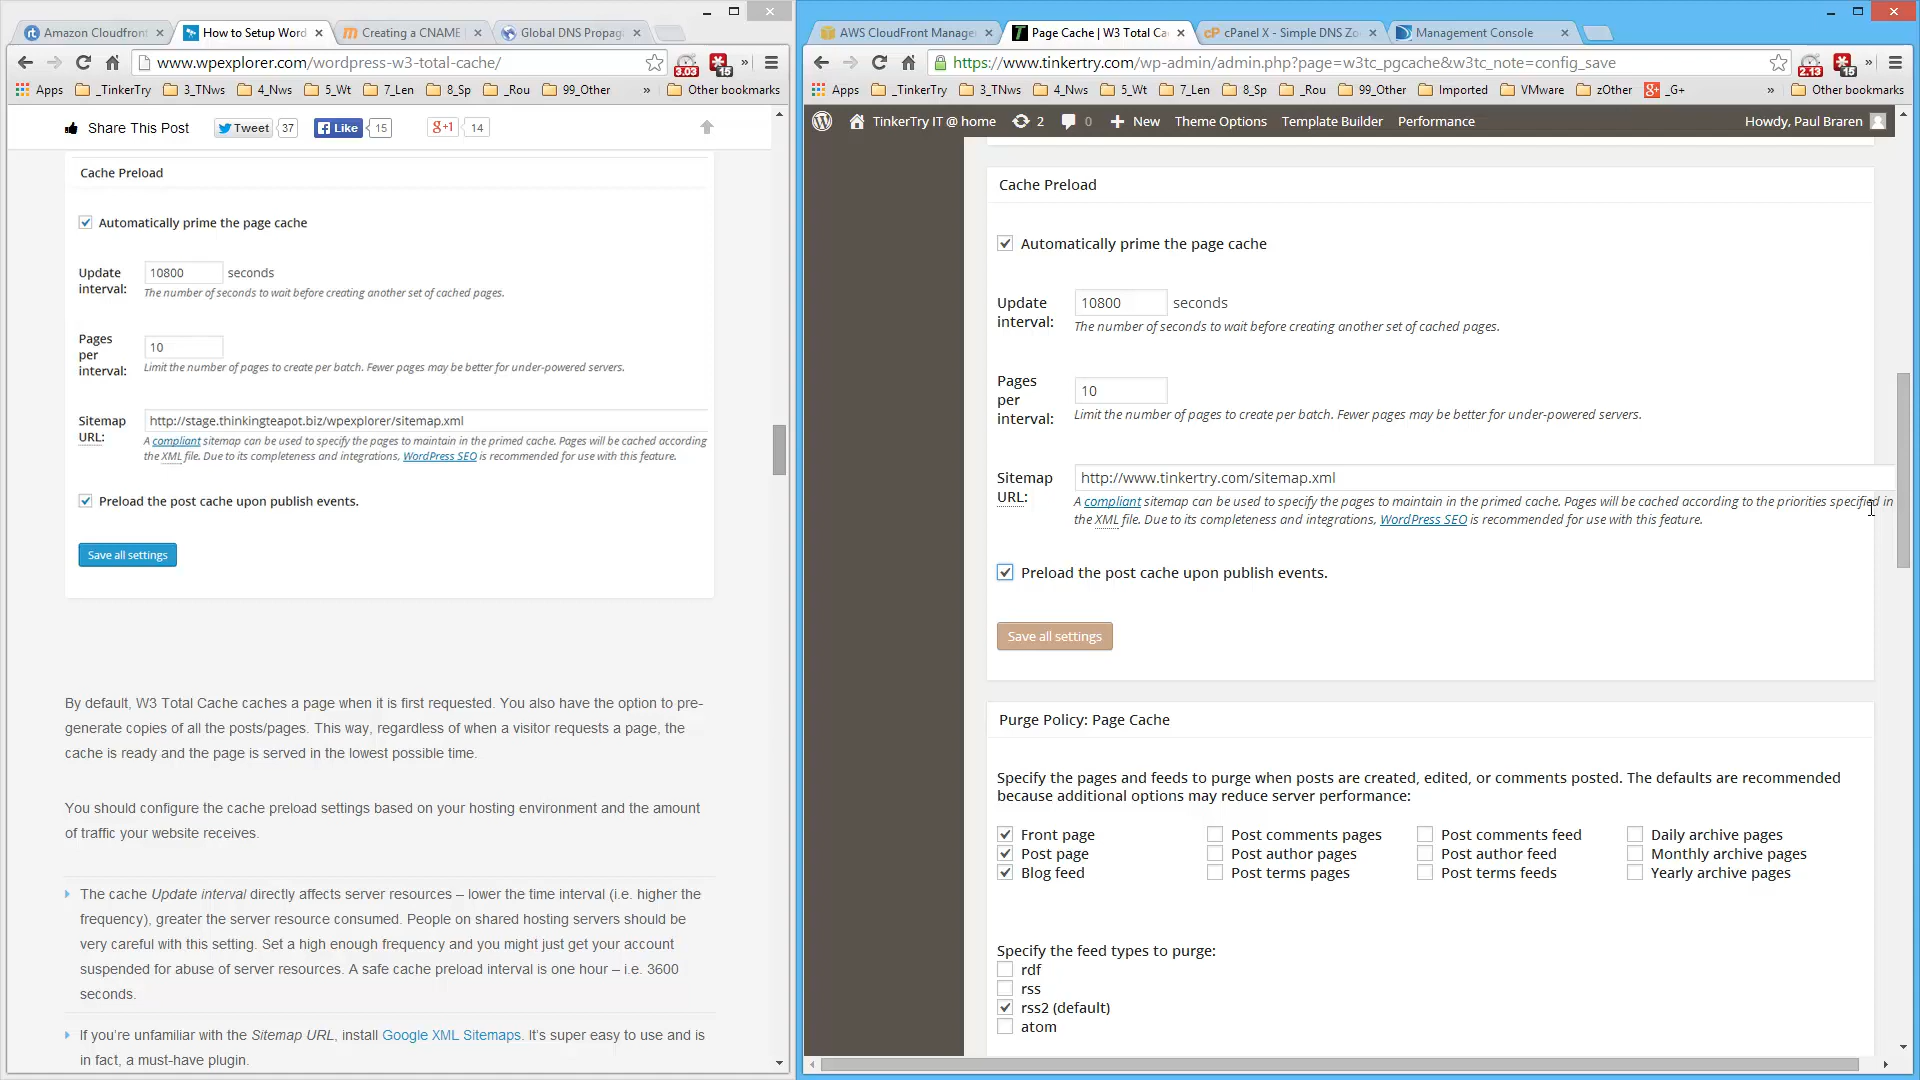 Amazon Cloudfront
How to Setup Word
Creating a CNAME
Global DNS Propag
www.wpexplorer.com/wordpress-w3-total-cache/
3.03
15
Apps
_TinkerTry
3_TNws
4_Nws
5_Wt
7_Len
8_Sp
_Rou
99_Other
»
Other bookmarks
Share This Post
Tweet
37
Like
15
g+1
14
Cache Preload
Automatically prime the page cache
Update
interval:
10800
seconds
The number of seconds to wait before creating another set of cached pages.
Pages
per
interval:
10
Limit the number of pages to create per batch. Fewer pages may be better for under-powered servers.
Sitemap
URL:
http://stage.thinkingteapot.biz/wpexplorer/sitemap.xml
A compliant sitemap can be used to specify the pages to maintain in the primed cache. Pages will be cached according
the XML file. Due to its completeness and integrations, WordPress SEO is recommended for use with this feature.
Preload the post cache upon publish events.
Save all settings
By default, W3 Total Cache caches a page when it is first requested. You also have the option to pre-
generate copies of all the posts/pages. This way, regardless of when a visitor requests a page, the
cache is ready and the page is served in the lowest possible time.
You should configure the cache preload settings based on your hosting environment and the amount
of traffic your website receives.
The cache Update interval directly affects server resources – lower the time interval (i.e. higher the
frequency), greater the server resource consumed. People on shared hosting servers should be
very careful with this setting. Set a high enough frequency and you might just get your account
suspended for abuse of server resources. A safe cache preload interval is one hour – i.e. 3600
seconds.
If you're unfamiliar with the Sitemap URL, install Google XML Sitemaps. It's super easy to use and is
in fact, a must-have plugin.
AWS CloudFront Manage
Page Cache | W3 Total Ca
cPanel X - Simple DNS Zo
Management Console
https://www.tinkertry.com/wp-admin/admin.php?page=w3tc_pgcache&w3tc_note=config_save
2.13
15
Apps
_TinkerTry
3_TNws
4_Nws
5_Wt
7_Len
8_Sp
_Rou
99_Other
Imported
VMware
zOther
_G+
»
Other bookmarks
TinkerTry IT @ home
2
0
New
Theme Options
Template Builder
Performance
Howdy, Paul Braren
Cache Preload
Automatically prime the page cache
Update
interval:
10800
seconds
The number of seconds to wait before creating another set of cached pages.
Pages
per
interval:
10
Limit the number of pages to create per batch. Fewer pages may be better for under-powered servers.
Sitemap
URL:
http://www.tinkertry.com/sitemap.xml
A compliant sitemap can be used to specify the pages to maintain in the primed cache. Pages will be cached according to the priorities specified in
the XML file. Due to its completeness and integrations, WordPress SEO is recommended for use with this feature.
Preload the post cache upon publish events.
Save all settings
Purge Policy: Page Cache
Specify the pages and feeds to purge when posts are created, edited, or comments posted. The defaults are recommended
because additional options may reduce server performance:
Front page
Post comments pages
Post comments feed
Daily archive pages
Post page
Post author pages
Post author feed
Monthly archive pages
Blog feed
Post terms pages
Post terms feeds
Yearly archive pages
Specify the feed types to purge:
rdf
rss
rss2 (default)
atom